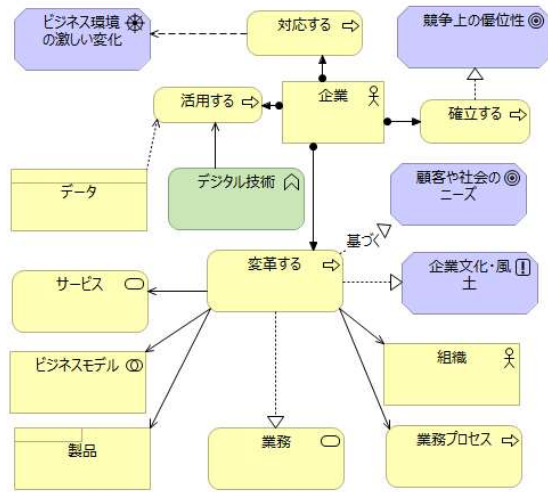 ビジネス環境
の激しい変化
対応する
競争上の優位性
活用する
企業
確立する
データ
デジタル技術
顧客や社会の
ニーズ
基づく
変革する
企業文化・風
土
サービス
ビジネスモデル
組織
製品
業務
業務プロセス